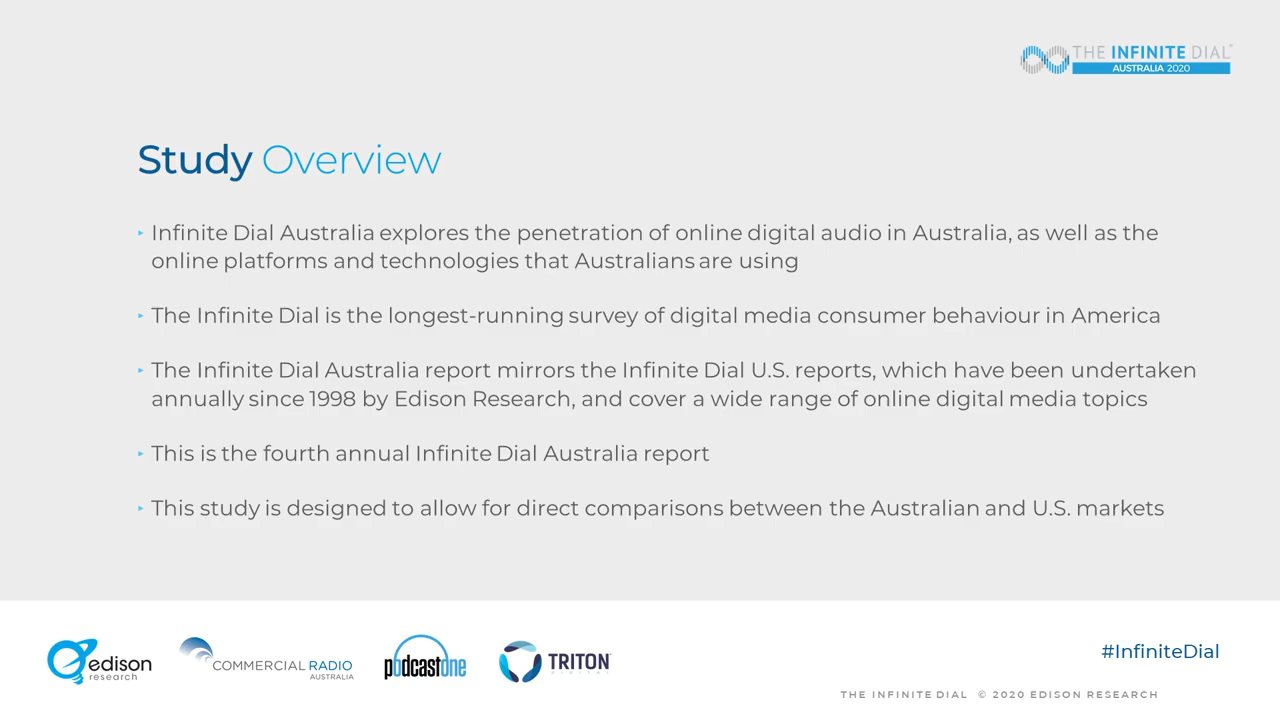 THE INFINITE DIAL
AUSTRALIA 2020
Study Overview
Infinite Dial Australia explores the penetration of online digital audio in Australia, as well as the
online platforms and technologies that Australians are using
The Infinite Dial is the longest-running survey of digital media consumer behaviour in America
The Infinite Dial Australia report mirrors the Infinite Dial U.S. reports, which have been undertaken
annually since 1998 by Edison Research, and cover a wide range of online digital media topics
This is the fourth annual Infinite Dial Australia report
This study is designed to allow for direct comparisons between the Australian and U.S. markets
edison
research
COMMERCIAL RADIO
AUSTRALIA
podcastone
TRITON
DIGITAL
#InfiniteDial
THE INFINITE DIAL © 2020 EDISON RESEARCH